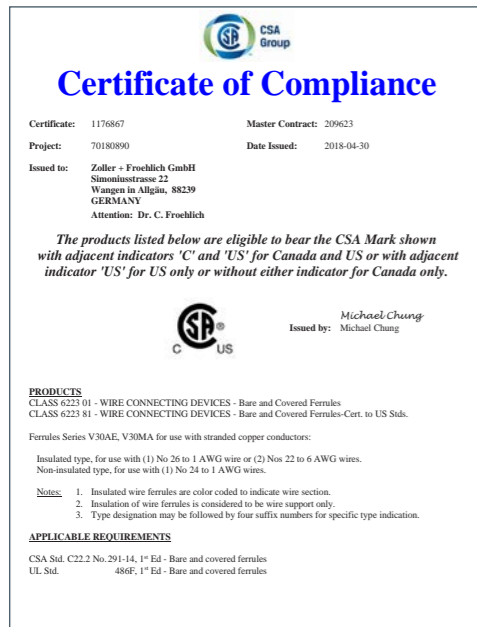 CSA
Group
Certificate of Compliance
Certificate: 1176867 Master Contract: 209623
Project: 70180890 Date Issued: 2018-04-30
Issued to: Zoller + Froehlich GmbH
Simoniusstrasse 22
Wangen in Allgäu, 88239
GERMANY
Attention: Dr. C. Froehlich
The products listed below are eligible to bear the CSA Mark shown
with adjacent indicators 'C' and 'US' for Canada and US or with adjacent
indicator 'US' for US only or without either indicator for Canada only.
Michael Chung
Issued by: Michael Chung
CSA ®
C US
PRODUCTS
CLASS 6223 01 - WIRE CONNECTING DEVICES - Bare and Covered Ferrules
CLASS 6223 81 - WIRE CONNECTING DEVICES - Bare and Covered Ferrules-Cert. to US Stds.
Ferrules Series V30AE, V30MA for use with stranded copper conductors:
Insulated type, for use with (1) No 26 to 1 AWG wire or (2) Nos 22 to 6 AWG wires.
Non-insulated type, for use with (1) No 24 to 1 AWG wires.
Notes: 1. Insulated wire ferrules are color coded to indicate wire section.
2. Insulation of wire ferrules is considered to be wire support only.
3. Type designation may be followed by four suffix numbers for specific type indication.
APPLICABLE REQUIREMENTS
CSA Std. C22.2 No.291-14, 1st Ed - Bare and covered ferrules
UL Std. 486F, 1st Ed - Bare and covered ferrules